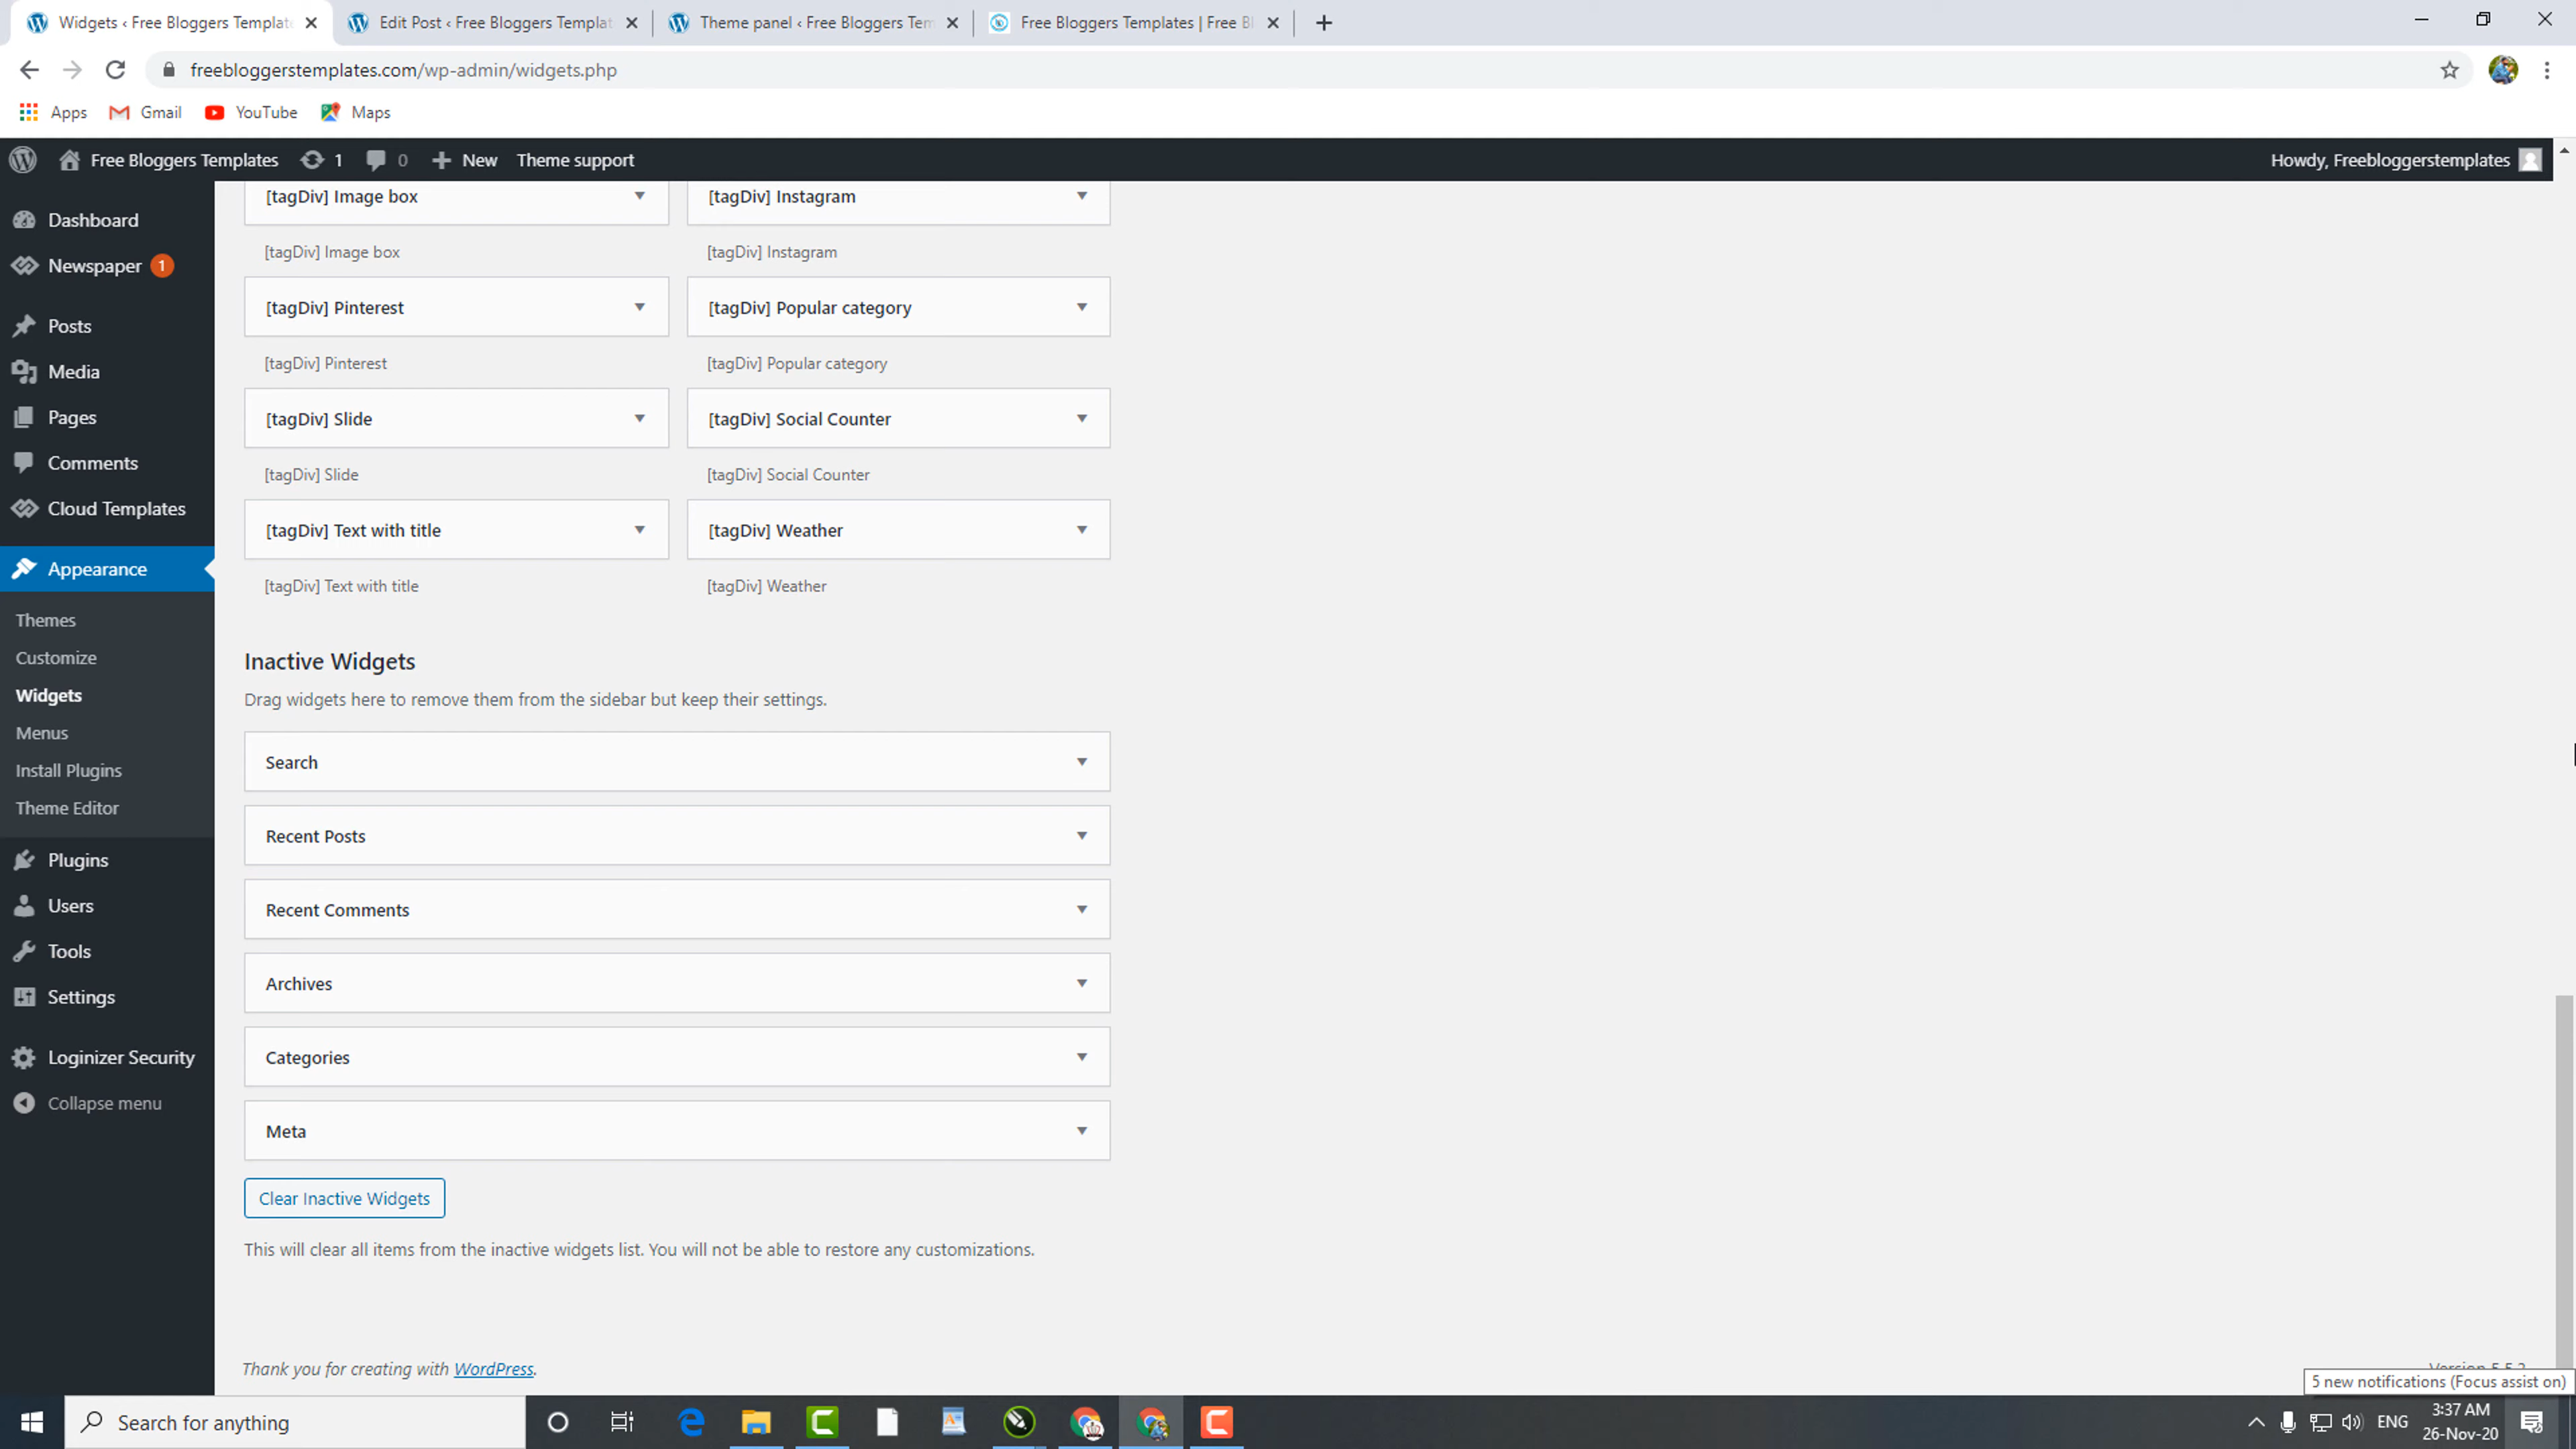 Widgets ‹ Free Bloggers Template
Edit Post ‹ Free Bloggers Templat
Theme panel ‹ Free Bloggers Tem
Free Bloggers Templates | Free Bl
freebloggerstemplates.com/wp-admin/widgets.php
Apps Gmail YouTube Maps
Free Bloggers Templates 1 0 New Theme support Howdy, Freebloggerstemplates
Dashboard
Newspaper 1
Posts
Media
Pages
Comments
Cloud Templates
Appearance
Themes
Customize
Widgets
Menus
Install Plugins
Theme Editor
Plugins
Users
Tools
Settings
Loginizer Security
Collapse menu
[tagDiv] Image box [tagDiv] Instagram
[tagDiv] Image box [tagDiv] Instagram
[tagDiv] Pinterest [tagDiv] Popular category
[tagDiv] Pinterest [tagDiv] Popular category
[tagDiv] Slide [tagDiv] Social Counter
[tagDiv] Slide [tagDiv] Social Counter
[tagDiv] Text with title [tagDiv] Weather
[tagDiv] Text with title [tagDiv] Weather
Inactive Widgets
Drag widgets here to remove them from the sidebar but keep their settings.
Search
Recent Posts
Recent Comments
Archives
Categories
Meta
Clear Inactive Widgets
This will clear all items from the inactive widgets list. You will not be able to restore any customizations.
Thank you for creating with WordPress.
5 new notifications (Focus assist on)
Search for anything
ENG
3:37 AM
26-Nov-20